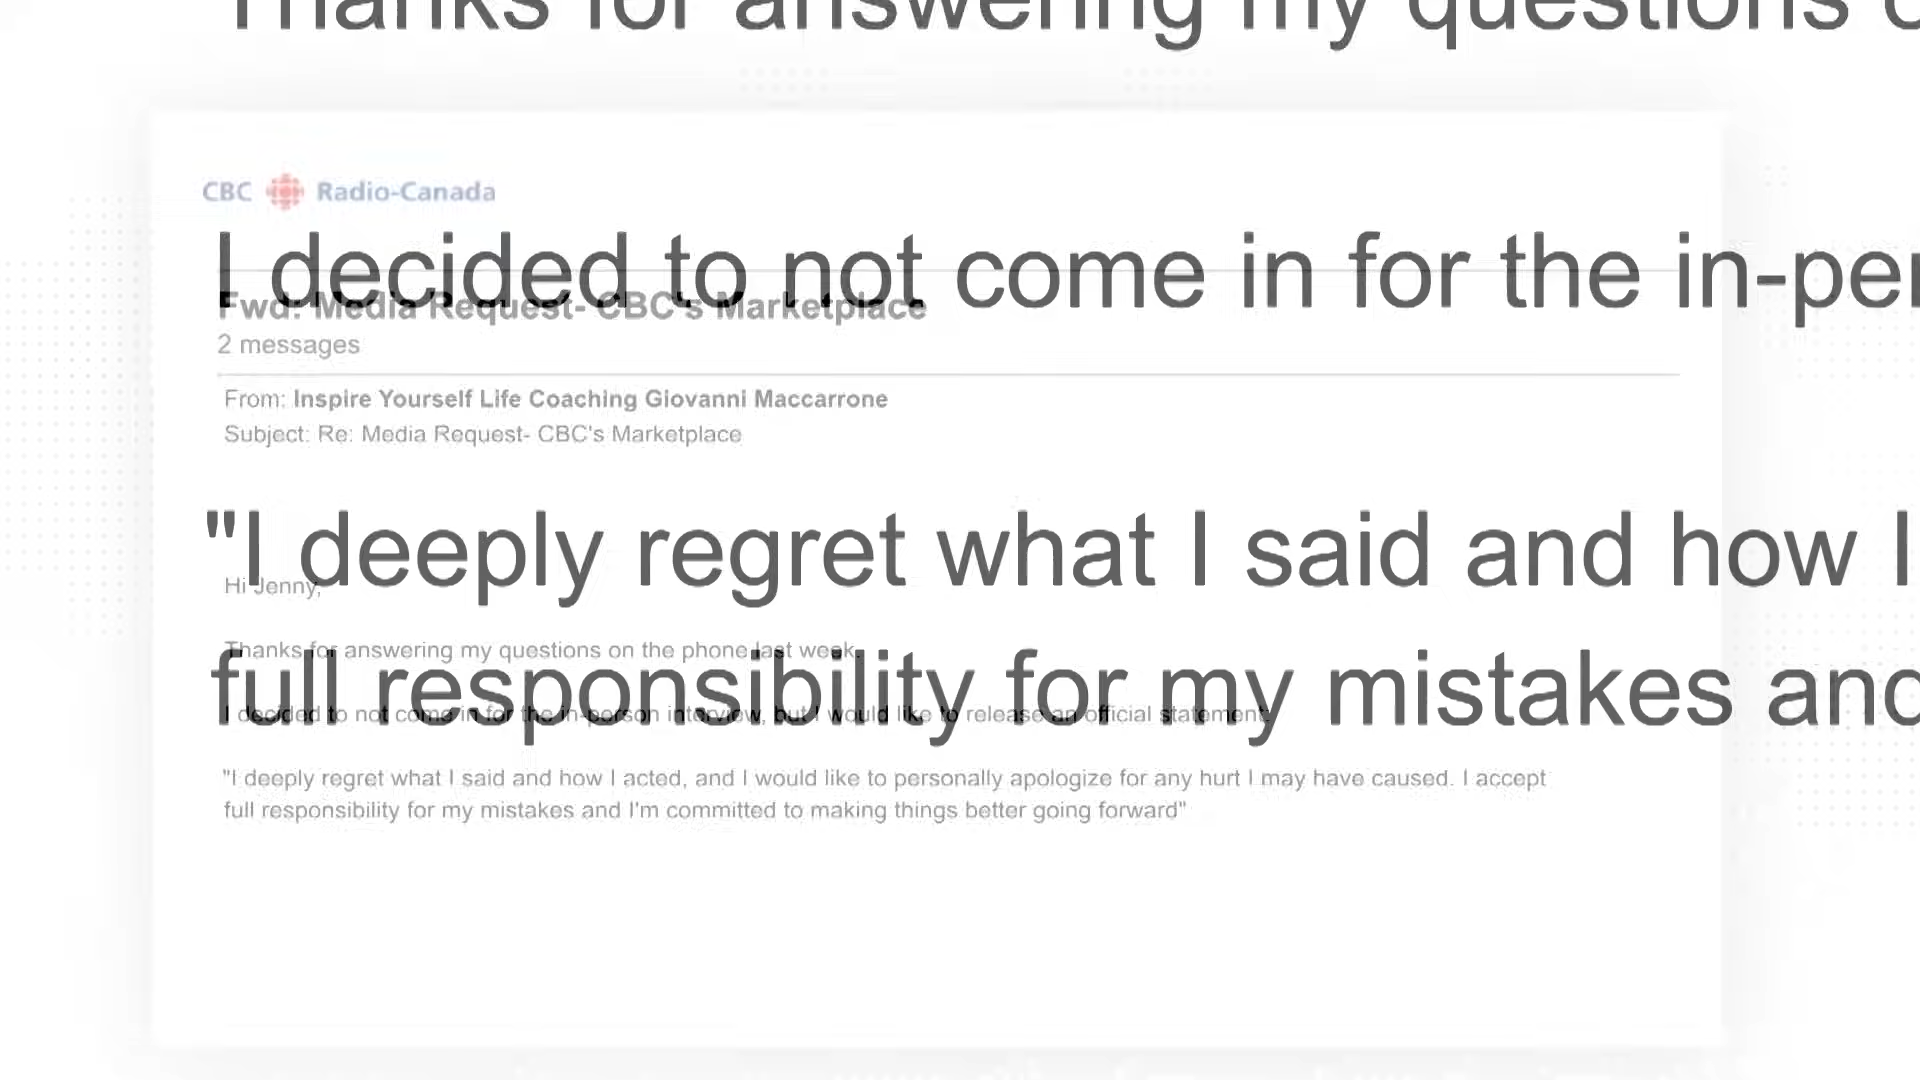 Thanks for answering my questions
CBC Radio-Canada
I decided to not come in for the in-per
Fwd: Media Request- CBC's Marketplace
2 messages
From: Inspire Yourself Life Coaching Giovanni Maccarrone
Subject: Re: Media Request- CBC's Marketplace
"I deeply regret what I said and how I
Hi Jenny,
Thanks for answering my questions on the phone last week.
full responsibility for my mistakes and
I decided to not come in for the in-person interview, but I would like to release an official statement.
"I deeply regret what I said and how I acted, and I would like to personally apologize for any hurt I may have caused. I accept
full responsibility for my mistakes and I'm committed to making things better going forward"